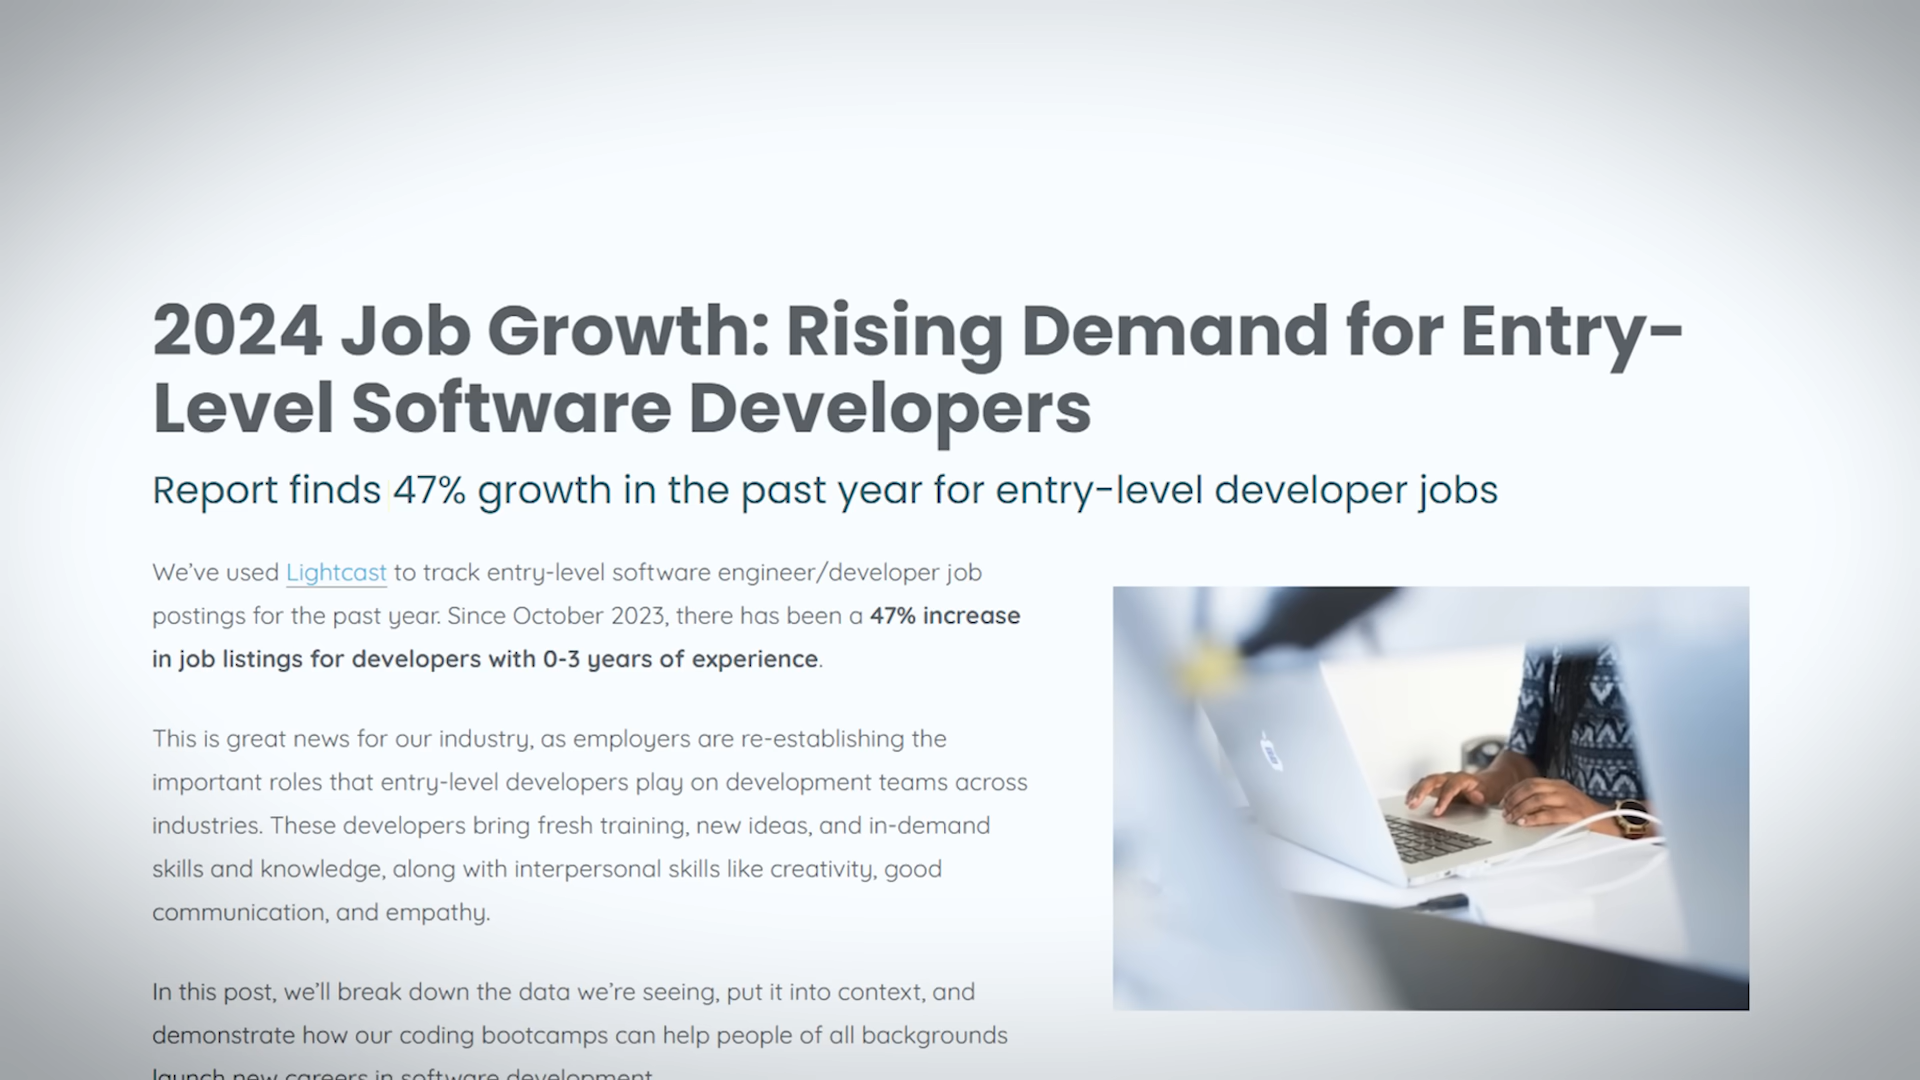 2024 Job Growth: Rising Demand for Entry-
Level Software Developers
Report finds 47% growth in the past year for entry-level developer jobs
We’ve used Lightcast to track entry-level software engineer/developer job
postings for the past year. Since October 2023, there has been a 47% increase
in job listings for developers with 0-3 years of experience.
This is great news for our industry, as employers are re-establishing the
important roles that entry-level developers play on development teams across
industries. These developers bring fresh training, new ideas, and in-demand
skills and knowledge, along with interpersonal skills like creativity, good
communication, and empathy.
In this post, we’ll break down the data we’re seeing, put it into context, and
demonstrate how our coding bootcamps can help people of all backgrounds
launch new careers in software development.